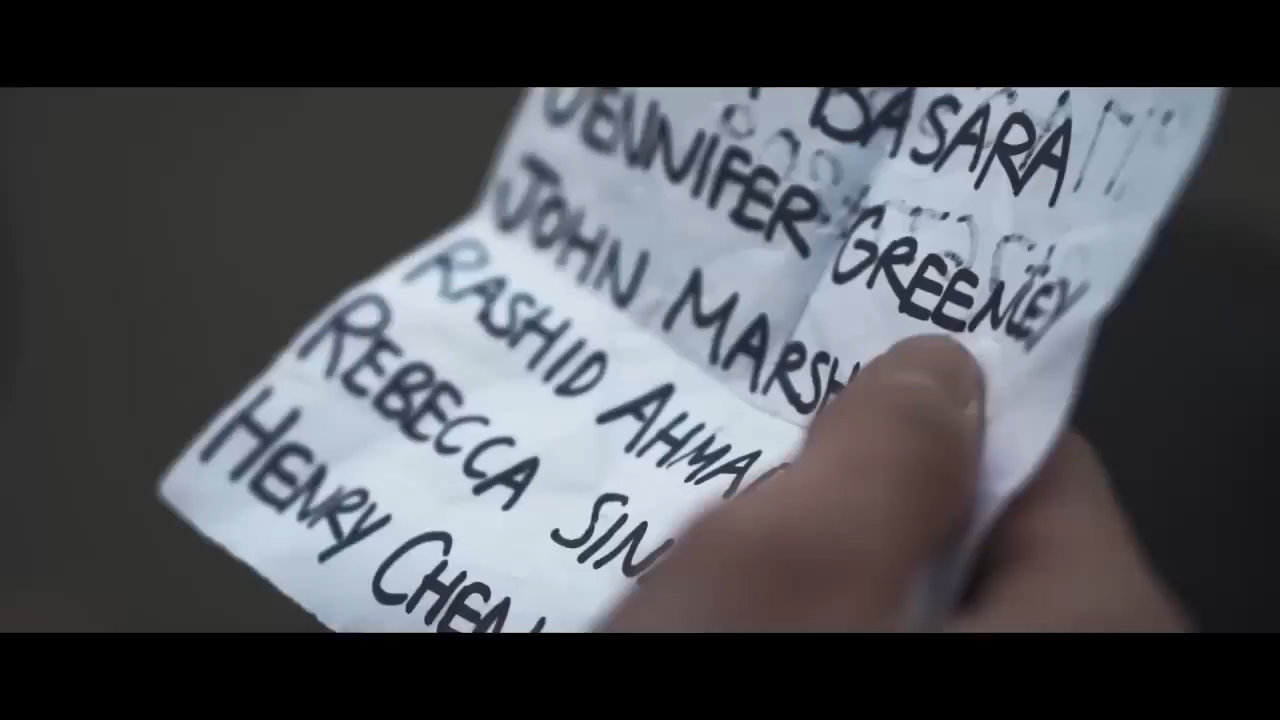 BASARA
JENNIFER GREENLEY
JOHN MARSH
RASHID AHMA
REBECCA SIN
HENRY CHEN